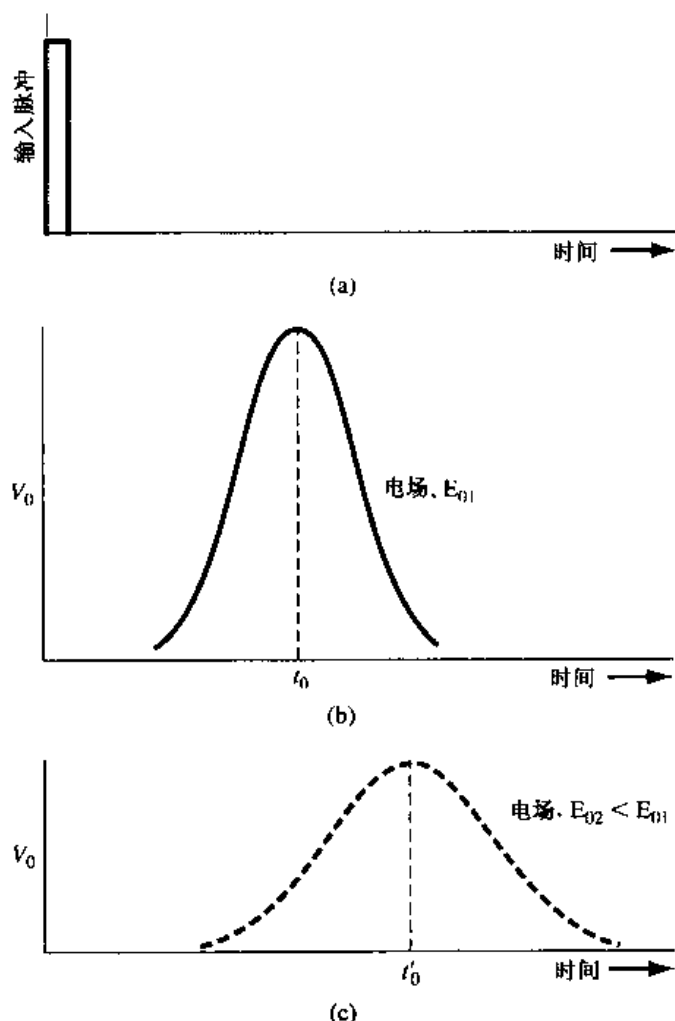 输入脉冲
时间
(a)
V₀
电场、E₀₁
t₀
时间
(b)
V₀
电场、E₀₂ < E₀₁
t′₀
时间
(c)